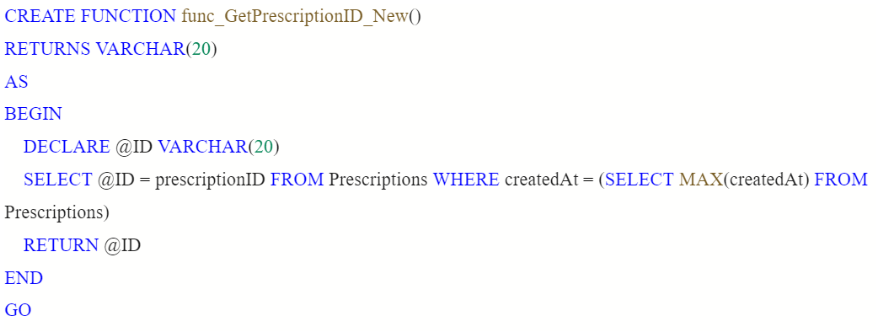 CREATE FUNCTION func_GetPrescriptionID_New()
RETURNS VARCHAR(20)
AS
BEGIN
DECLARE @ID VARCHAR(20)
SELECT @ID = prescriptionID FROM Prescriptions WHERE createdAt = (SELECT MAX(createdAt) FROM
Prescriptions)
RETURN @ID
END
GO